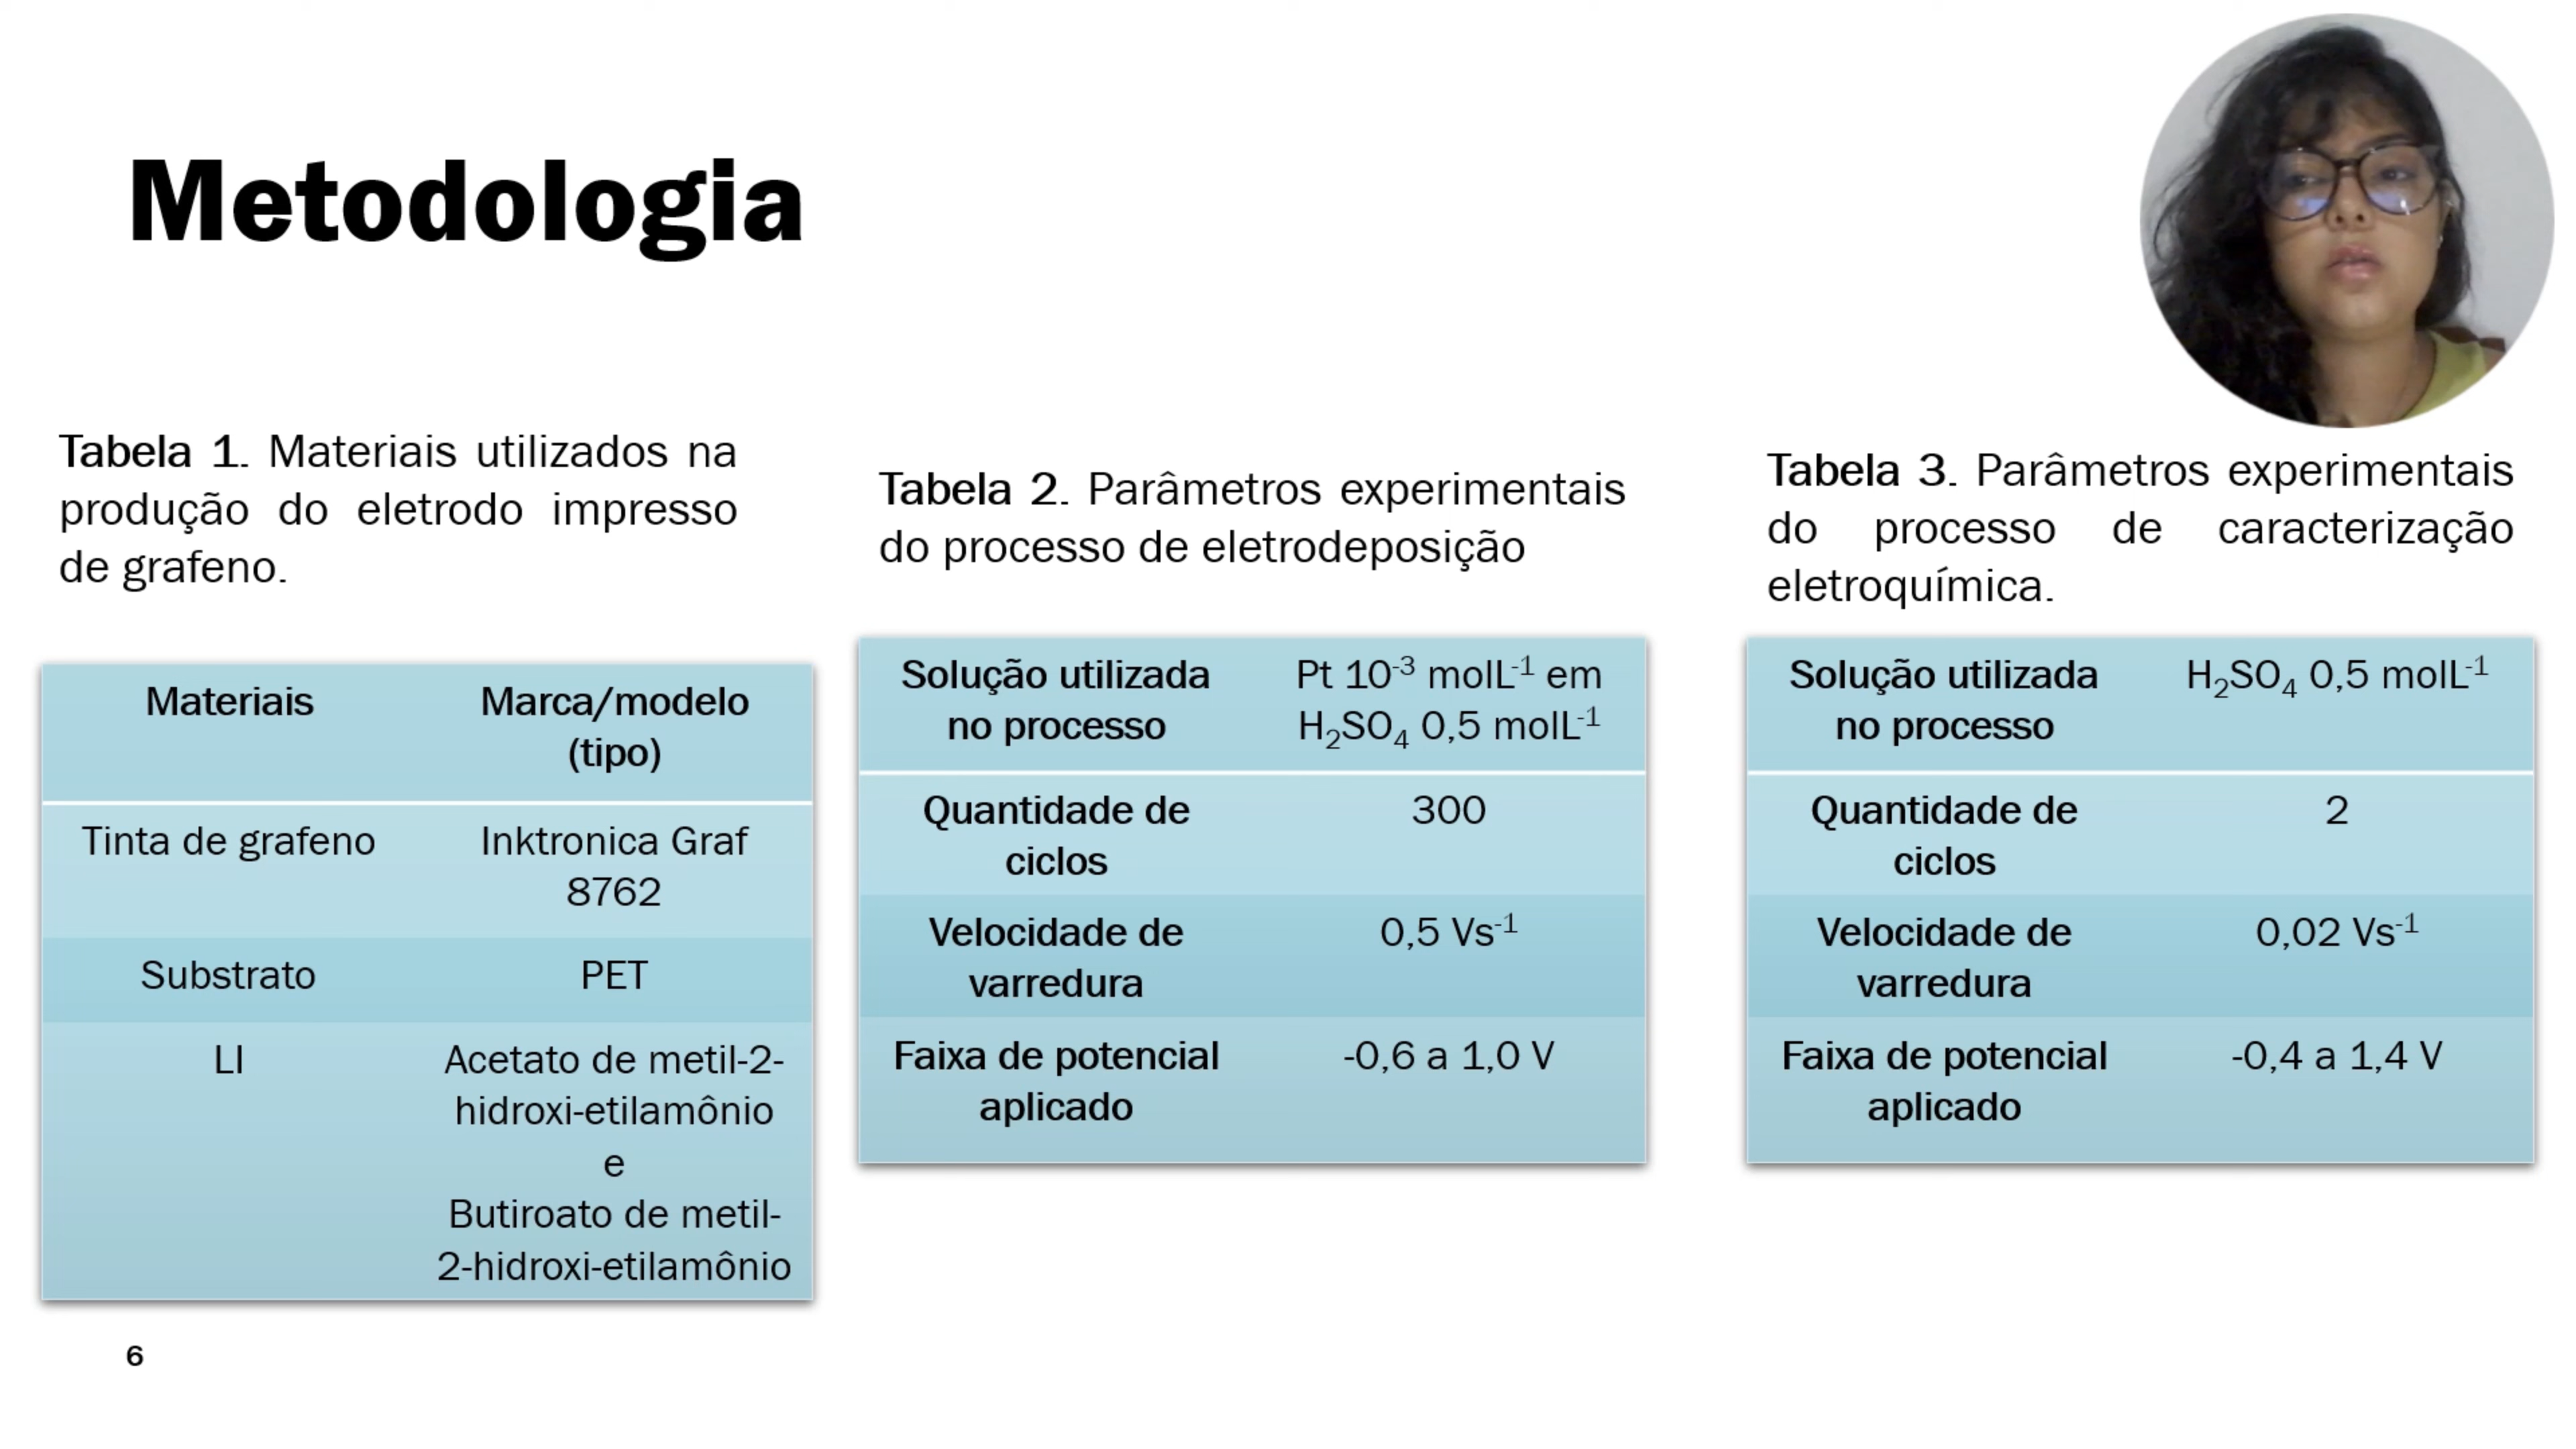 Metodologia
Tabela 1. Materiais utilizados na
produção do eletrodo impresso
de grafeno.
Materiais Marca/modelo
(tipo)
Tinta de grafeno Inktronica Graf
8762
Substrato PET
LI Acetato de metil-2-
hidroxi-etilamônio
e
Butiroato de metil-
2-hidroxi-etilamônio
Tabela 2. Parâmetros experimentais
do processo de eletrodeposição
Solução utilizada Pt 10⁻³ molL⁻¹ em
no processo H₂SO₄ 0,5 molL⁻¹
Quantidade de 300
ciclos
Velocidade de 0,5 Vs⁻¹
varredura
Faixa de potencial -0,6 a 1,0 V
aplicado
Tabela 3. Parâmetros experimentais
do processo de caracterização
eletroquímica.
Solução utilizada H₂SO₄ 0,5 molL⁻¹
no processo
Quantidade de 2
ciclos
Velocidade de 0,02 Vs⁻¹
varredura
Faixa de potencial -0,4 a 1,4 V
aplicado
6